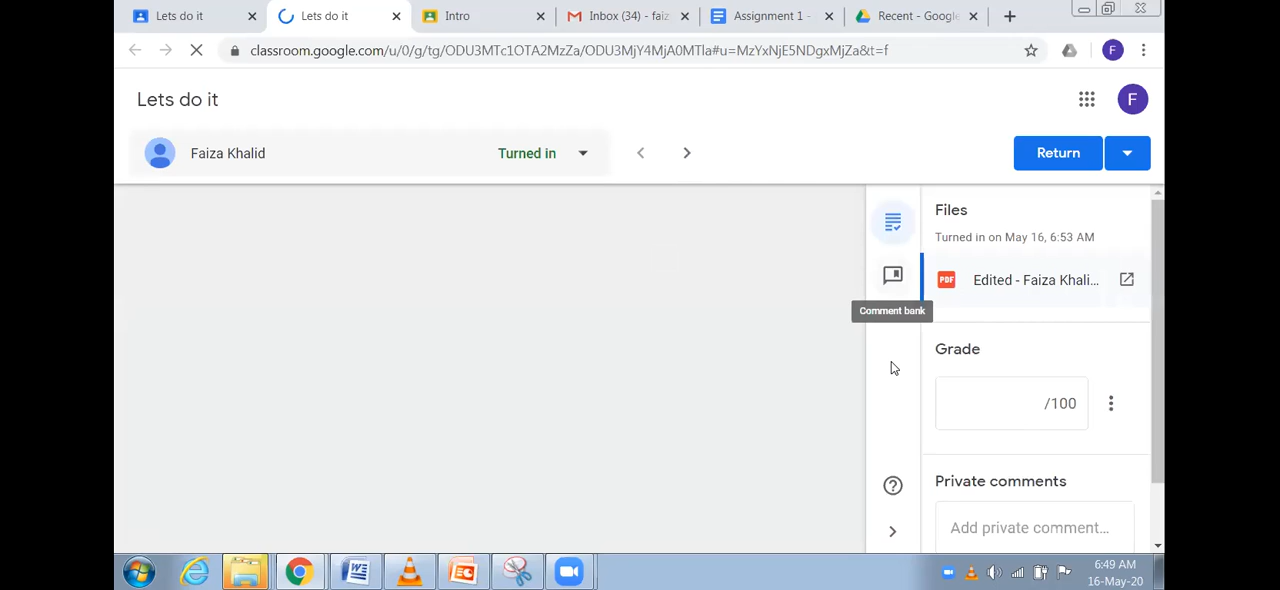 Lets do it
Lets do it
Intro
Inbox (34) - faiz
Assignment 1 -
Recent - Google
classroom.google.com/u/0/g/tg/ODU3MTc1OTA2MzZa/ODU3MjY4MjA0MTla#u=MzYxNjE5NDgxMjZa&t=f
F
Lets do it
F
Faiza Khalid
Turned in
Return
Files
Turned in on May 16, 6:53 AM
PDF
Edited - Faiza Khali...
Comment bank
Grade
/100
Private comments
Add private comment...
6:49 AM
16-May-20